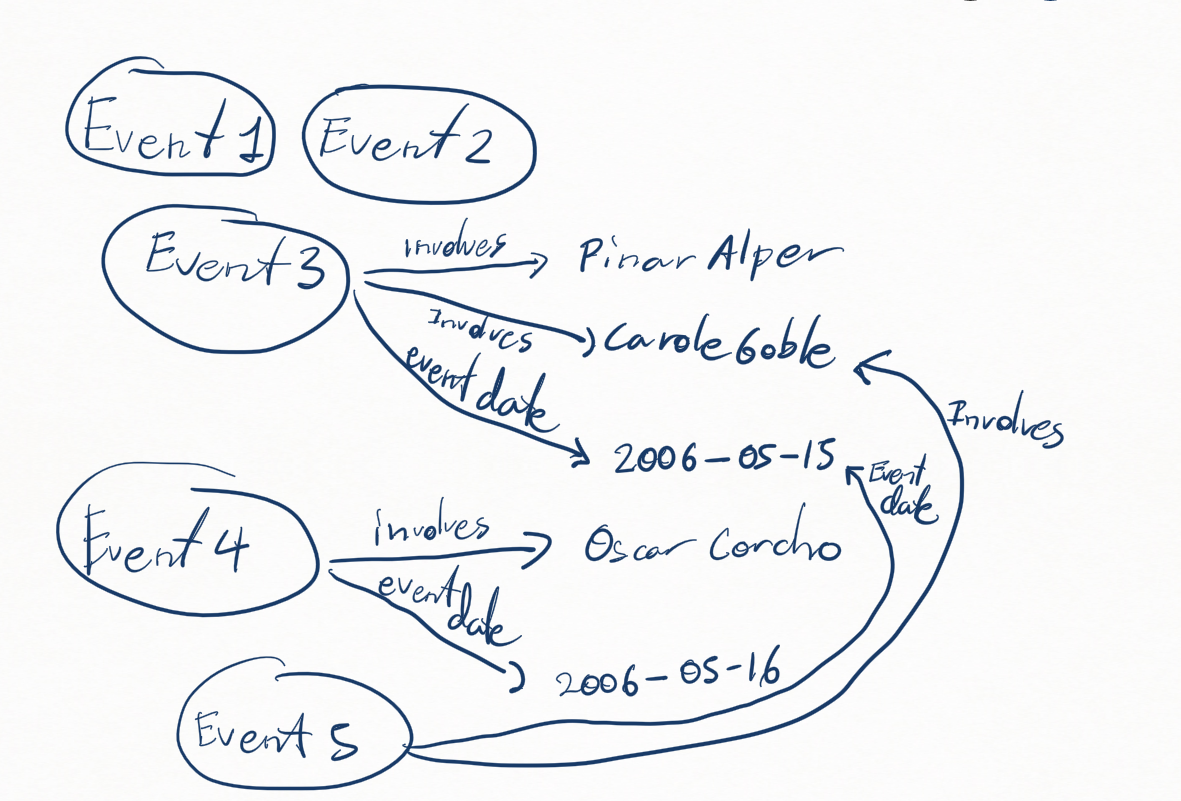 Event 1
Event 2
Event 3
involves
Pinar Alper
Involves
Carole Goble
event date
Involves
2006-05-15
Event
date
Event 4
involves
Oscar Corcho
event
date
2006-05-16
Event 5